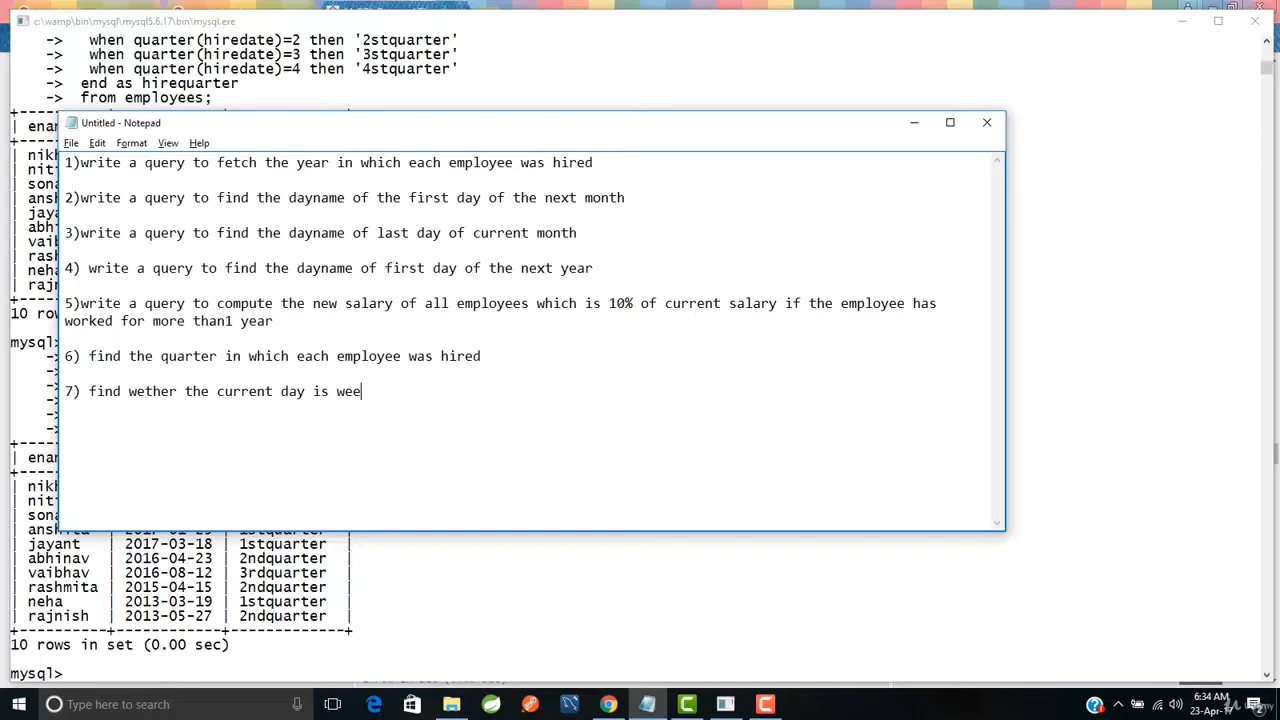 c:\wamp\bin\mysql\mysql5.6.17\bin\mysql.exe
-> when quarter(hiredate)=2 then '2stquarter'
-> when quarter(hiredate)=3 then '3stquarter'
-> when quarter(hiredate)=4 then '4stquarter'
-> end as hirequarter
-> from employees;
Untitled - Notepad
File Edit Format View Help
1)write a query to fetch the year in which each employee was hired
2)write a query to find the dayname of the first day of the next month
3)write a query to find the dayname of last day of current month
4) write a query to find the dayname of first day of the next year
5)write a query to compute the new salary of all employees which is 10% of current salary if the employee has
worked for more than1 year
6) find the quarter in which each employee was hired
7) find wether the current day is wee
10 row
mysql>
| jayant | 2017-03-18 | 1stquarter |
| abhinav | 2016-04-23 | 2ndquarter |
| vaibhav | 2016-08-12 | 3rdquarter |
| rashmita | 2015-04-15 | 2ndquarter |
| neha | 2013-03-19 | 1stquarter |
| rajnish | 2013-05-27 | 2ndquarter |
10 rows in set (0.00 sec)
mysql>
Type here to search
6:34 AM
23-Apr-17